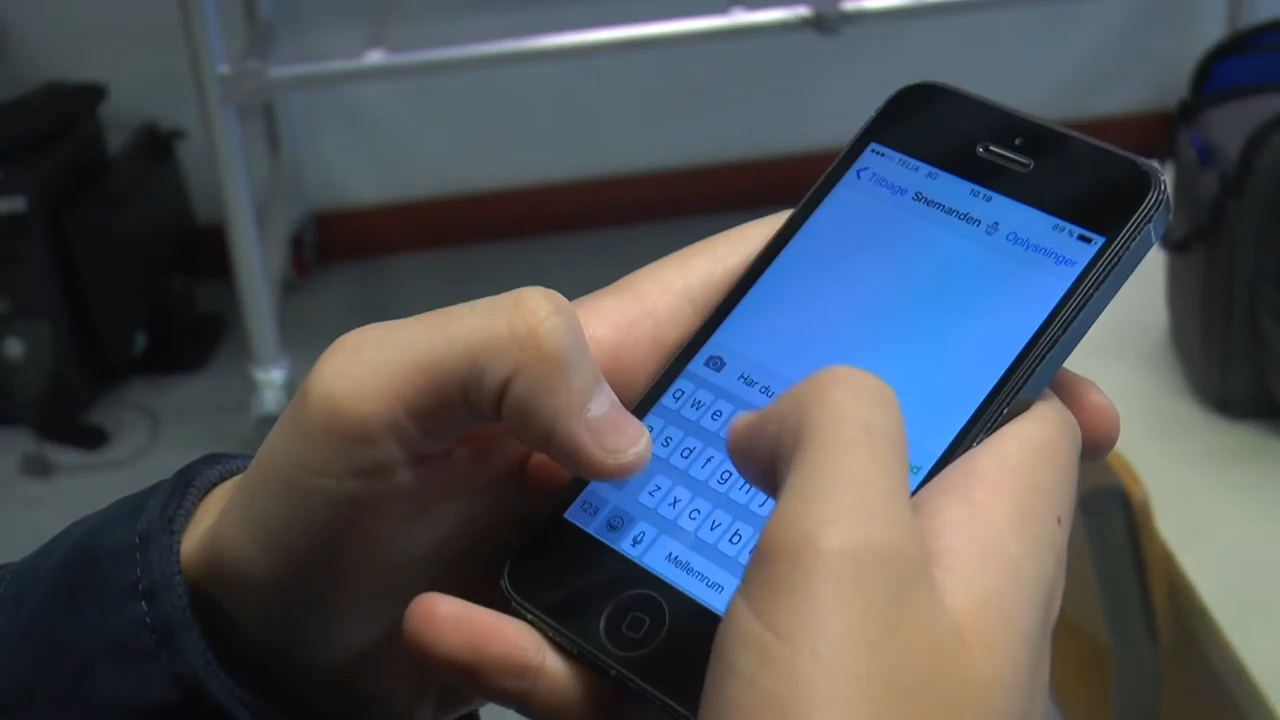 TELIA 3G 10.19 89 %
Tilbage Snemanden Oplysninger
Har du
q w e
s d f g h j
z x c v b
123 Mellemrum